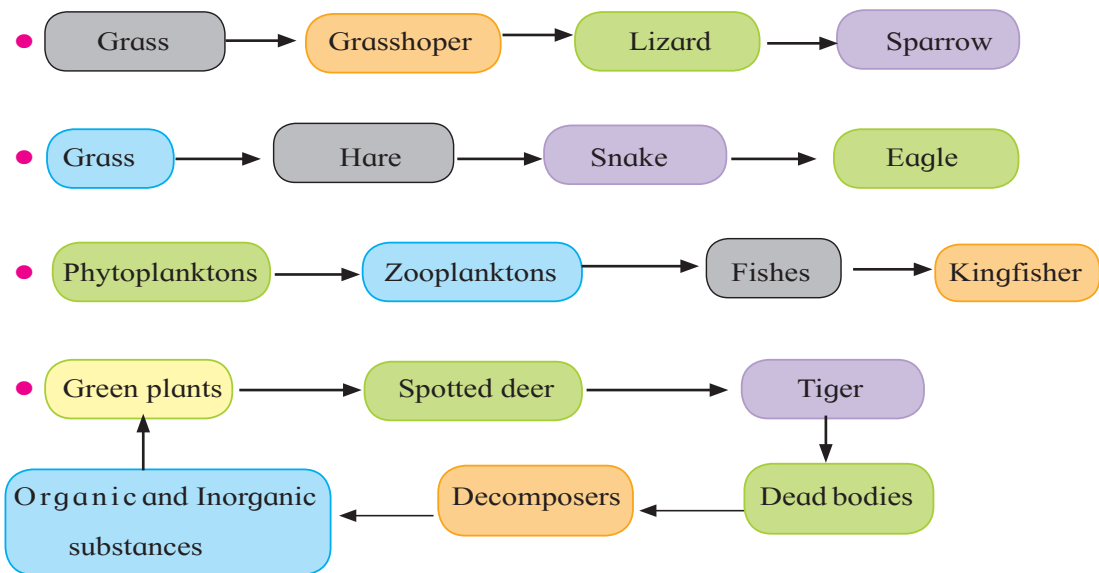 Grass Grasshoper Lizard Sparrow
Grass Hare Snake Eagle
Phytoplanktons Zooplanktons Fishes Kingfisher
Green plants Spotted deer Tiger
Organic and Inorganic
substances
Decomposers Dead bodies